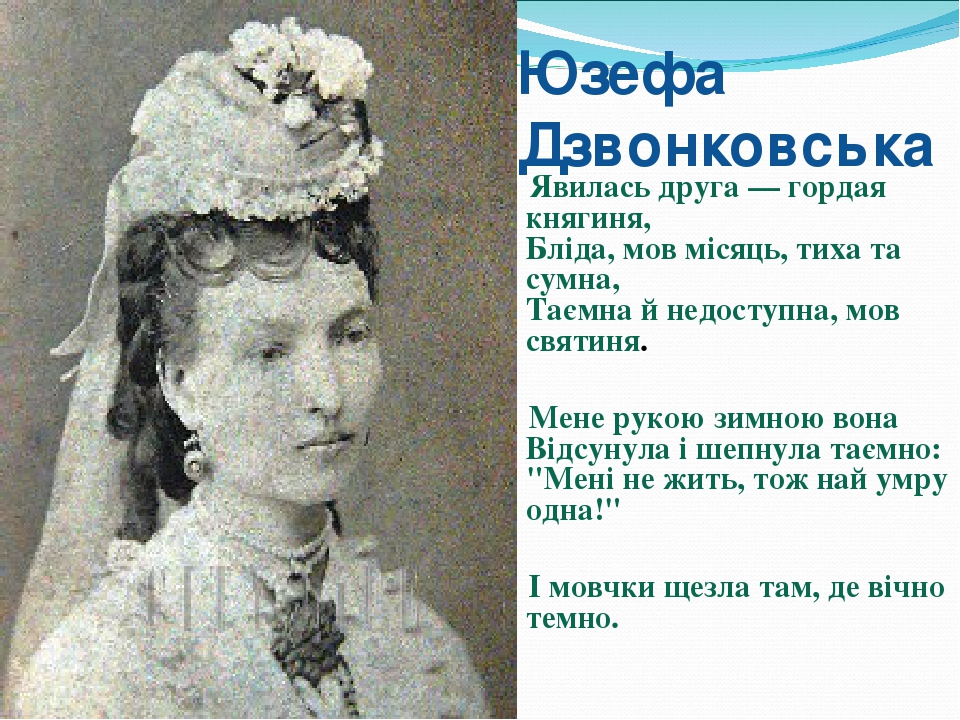 Юзефа
Дзвонковська
Явилась друга — гордая
княгиня,
Бліда, мов місяць, тиха та
сумна,
Таємна й недоступна, мов
святиня.
Мене рукою зимною вона
Відсунула і шепнула таємно:
"Мені не жить, тож най умру
одна!"
І мовчки щезла там, де вічно
темно.